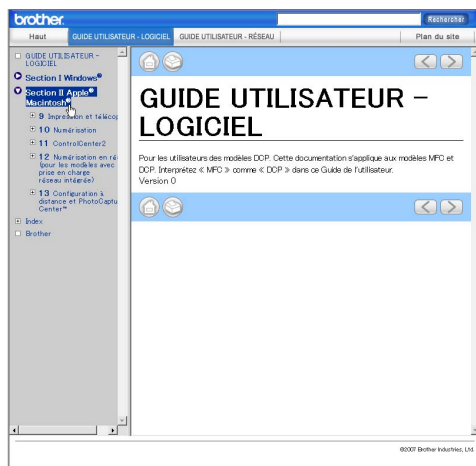 brother.
Rechercher
Haut
GUIDE UTILISATEUR - LOGICIEL
GUIDE UTILISATEUR - RÉSEAU
Plan du site
GUIDE UTILISATEUR -
LOGICIEL
Section I Windows®
Section II Apple®
Macintosh®
9 Impression et télécop
10 Numérisation
11 ControlCenter2
12 Numérisation en ré
(pour les modèles avec
prise en charge
réseau intégrée)
13 Configuration à
distance et PhotoCaptu
Center™
Index
Brother
GUIDE UTILISATEUR -
LOGICIEL
Pour les utilisateurs des modèles DCP. Cette documentation s'applique aux modèles MFC et
DCP. Interprétez « MFC » comme « DCP » dans ce Guide de l'utilisateur.
Version 0
©2007 Brother Industries, Ltd.